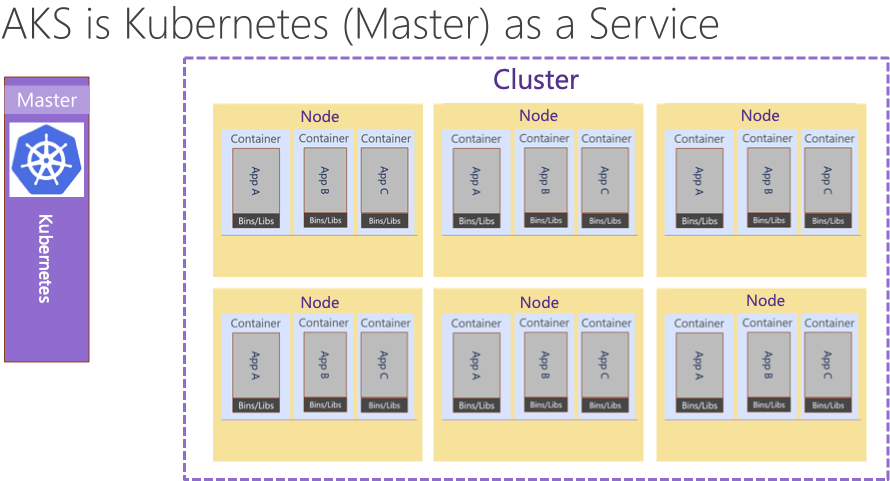 AKS is Kubernetes (Master) as a Service
Master
Kubernetes
Cluster
Node
Container
App A
Bins/Libs
Container
App B
Bins/Libs
Container
App C
Bins/Libs
Node
Container
App A
Bins/Libs
Container
App B
Bins/Libs
Container
App C
Bins/Libs
Node
Container
App A
Bins/Libs
Container
App B
Bins/Libs
Container
App C
Bins/Libs
Node
Container
App A
Bins/Libs
Container
App B
Bins/Libs
Container
App C
Bins/Libs
Node
Container
App A
Bins/Libs
Container
App B
Bins/Libs
Container
App C
Bins/Libs
Node
Container
App A
Bins/Libs
Container
App B
Bins/Libs
Container
App C
Bins/Libs